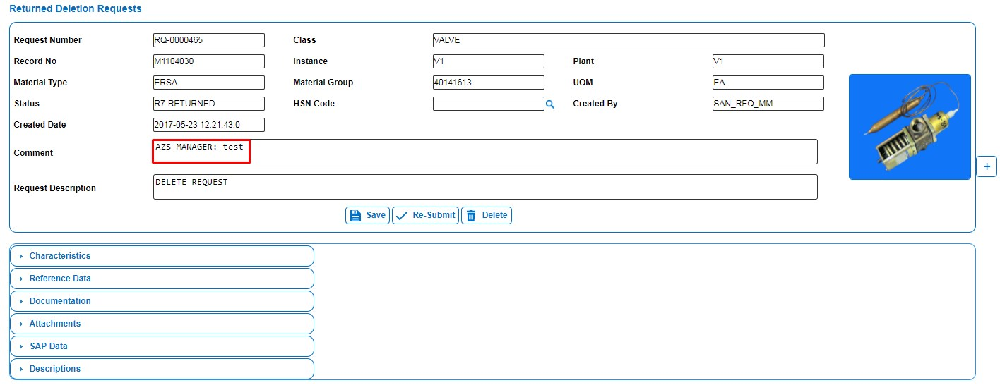 Returned Deletion Requests
Request Number RQ-0000465 Class VALVE
Record No M1104030 Instance V1 Plant V1
Material Type ERSA Material Group 40141613 UOM EA
Status R7-RETURNED HSN Code Created By SAN_REQ_MM
Created Date 2017-05-23 12:21:43.0
Comment AZS-MANAGER: test
Request Description DELETE REQUEST
Save Re-Submit Delete
+
Characteristics
Reference Data
Documentation
Attachments
SAP Data
Descriptions